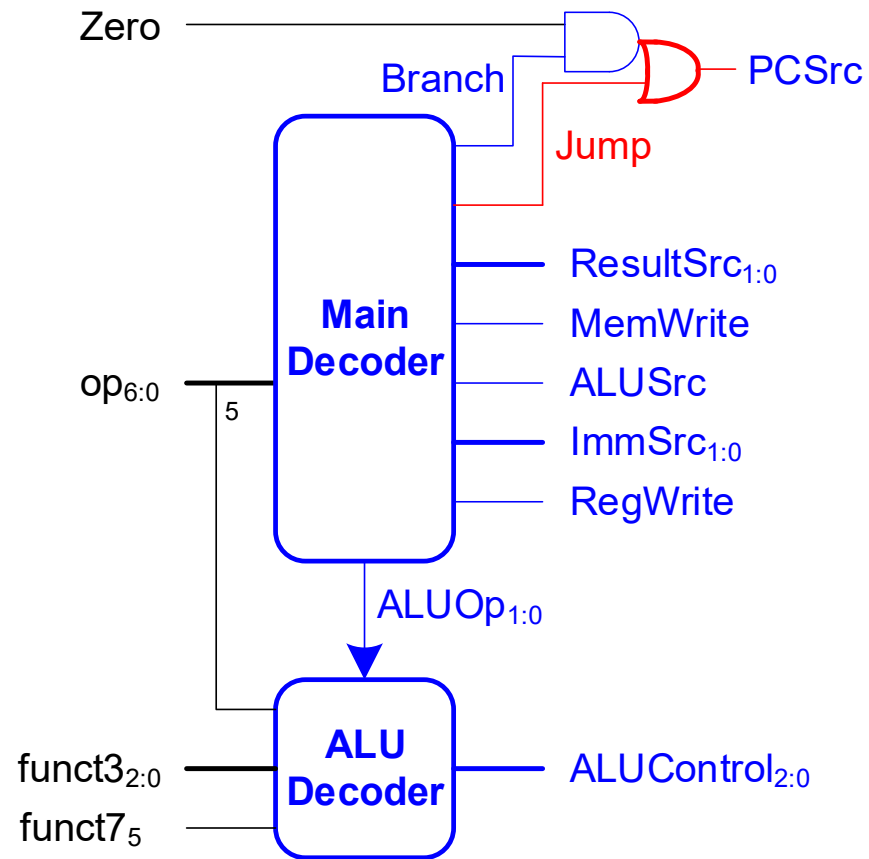 Zero
Branch
PCSrc
Jump
ResultSrc1:0
Main
Decoder
MemWrite
op6:0
5
ALUSrc
ImmSrc1:0
RegWrite
ALUOp1:0
ALU
Decoder
funct32:0
ALUControl2:0
funct75